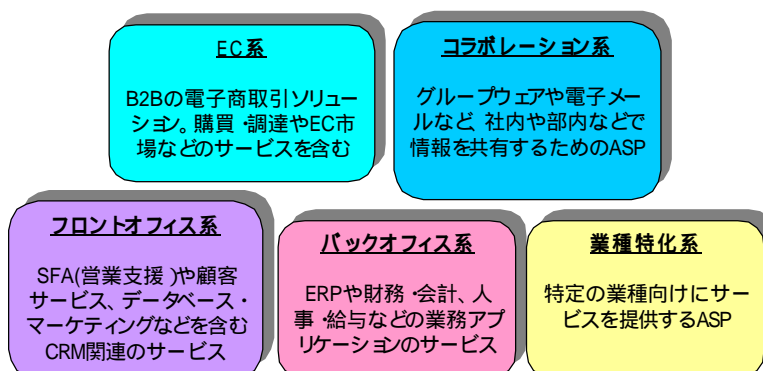 EC系
B2Bの電子商取引ソリュー
ション。購買・調達やEC市
場などのサービスを含む
コラボレーション系
グループウェアや電子メー
ルなど、社内や部内などで
情報を共有するためのASP
フロントオフィス系
SFA(営業支援)や顧客
サービス、データベース・
マーケティングなどを含む
CRM関連のサービス
バックオフィス系
ERPや財務・会計、人
事・給与などの業務アプ
リケーションのサービス
業種特化系
特定の業種向けにサー
ビスを提供するASP